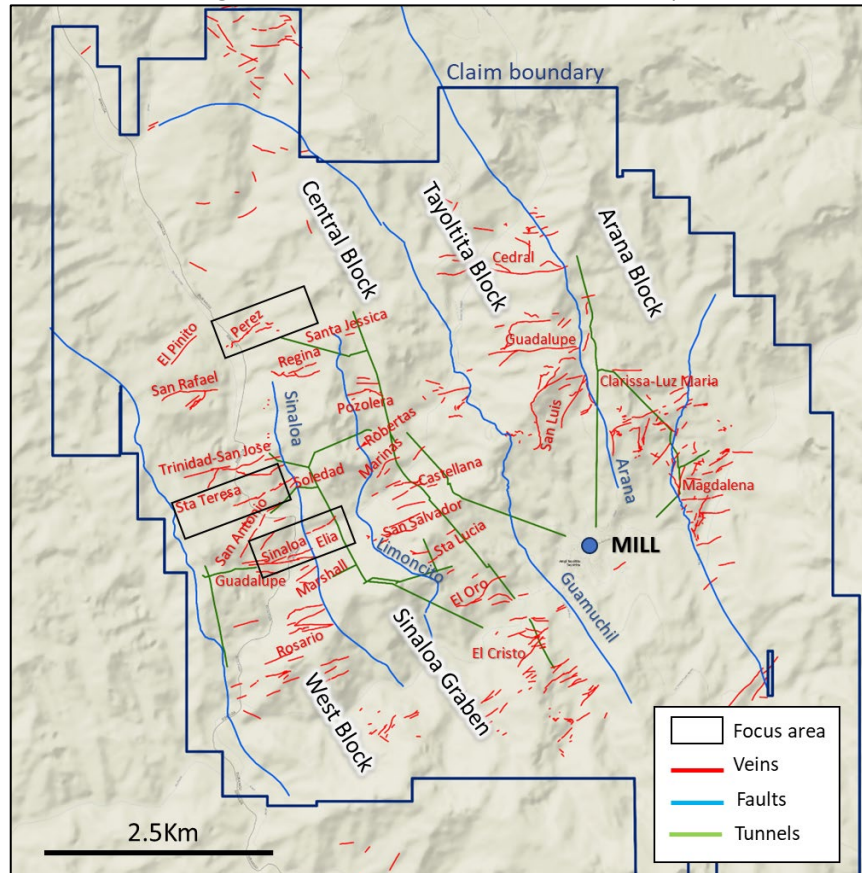 Claim boundary
Central Block
Tayoltita Block
Arana Block
Cedral
El Pinito
Perez
Santa Jessica
Guadalupe
Regina
San Rafael
Clarissa-Luz Maria
Sinaloa
Pozolera
San Luis
Robertas
Marinas
Trinidad-San Jose
Soledad
Castellana
Arana
Magdalena
Sta Teresa
San Antonio
San Salvador
Sinaloa
Elia
Sta Lucia
MILL
Limoncito
Guadalupe
Marshall
El Oro
Guamuchil
Rosario
El Cristo
Sinaloa Graben
West Block
Focus area
Veins
Faults
Tunnels
2.5Km